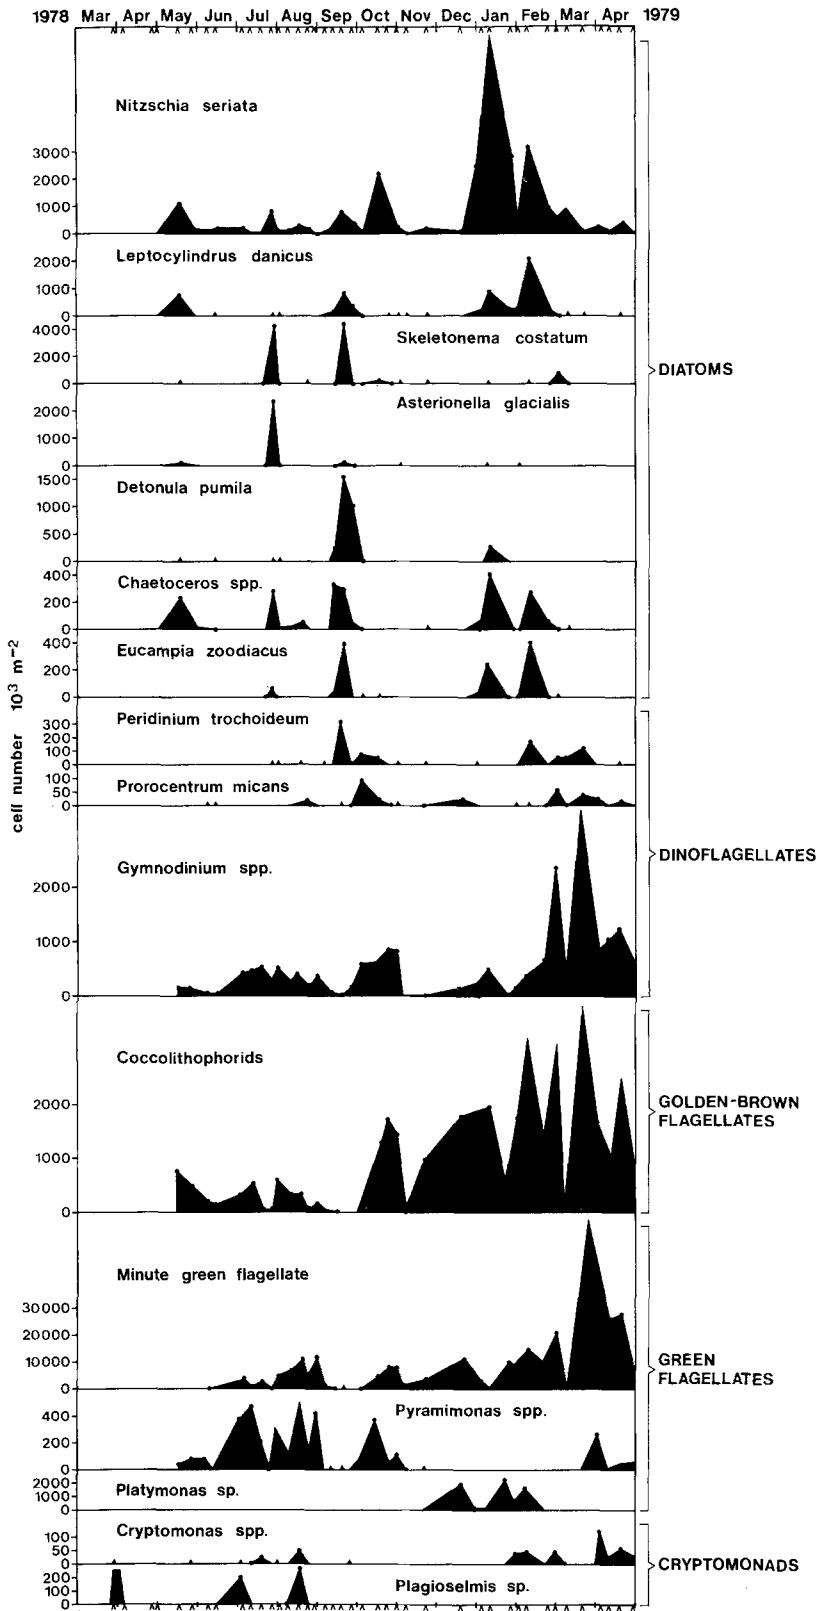 1978 Mar Apr May Jun Jul Aug Sep Oct Nov Dec Jan Feb Mar Apr 1979
Nitzschia seriata
3000
2000
1000
0
Leptocylindrus danicus
2000
1000
0
Skeletonema costatum
4000
2000
0
DIATOMS
Asterionella glacialis
2000
1000
0
Detonula pumila
1500
1000
500
0
Chaetoceros spp.
400
200
0
Eucampia zoodiacus
400
200
0
cell number 10³ m⁻²
Peridinium trochoideum
300
200
100
0
Prorocentrum micans
100
50
0
DINOFLAGELLATES
Gymnodinium spp.
2000
1000
0
Coccolithophorids
2000
1000
0
GOLDEN-BROWN
FLAGELLATES
Minute green flagellate
30000
20000
10000
0
GREEN
FLAGELLATES
Pyramimonas spp.
400
200
0
Platymonas sp.
2000
1000
0
Cryptomonas spp.
100
50
0
CRYPTOMONADS
Plagioselmis sp.
200
100
0